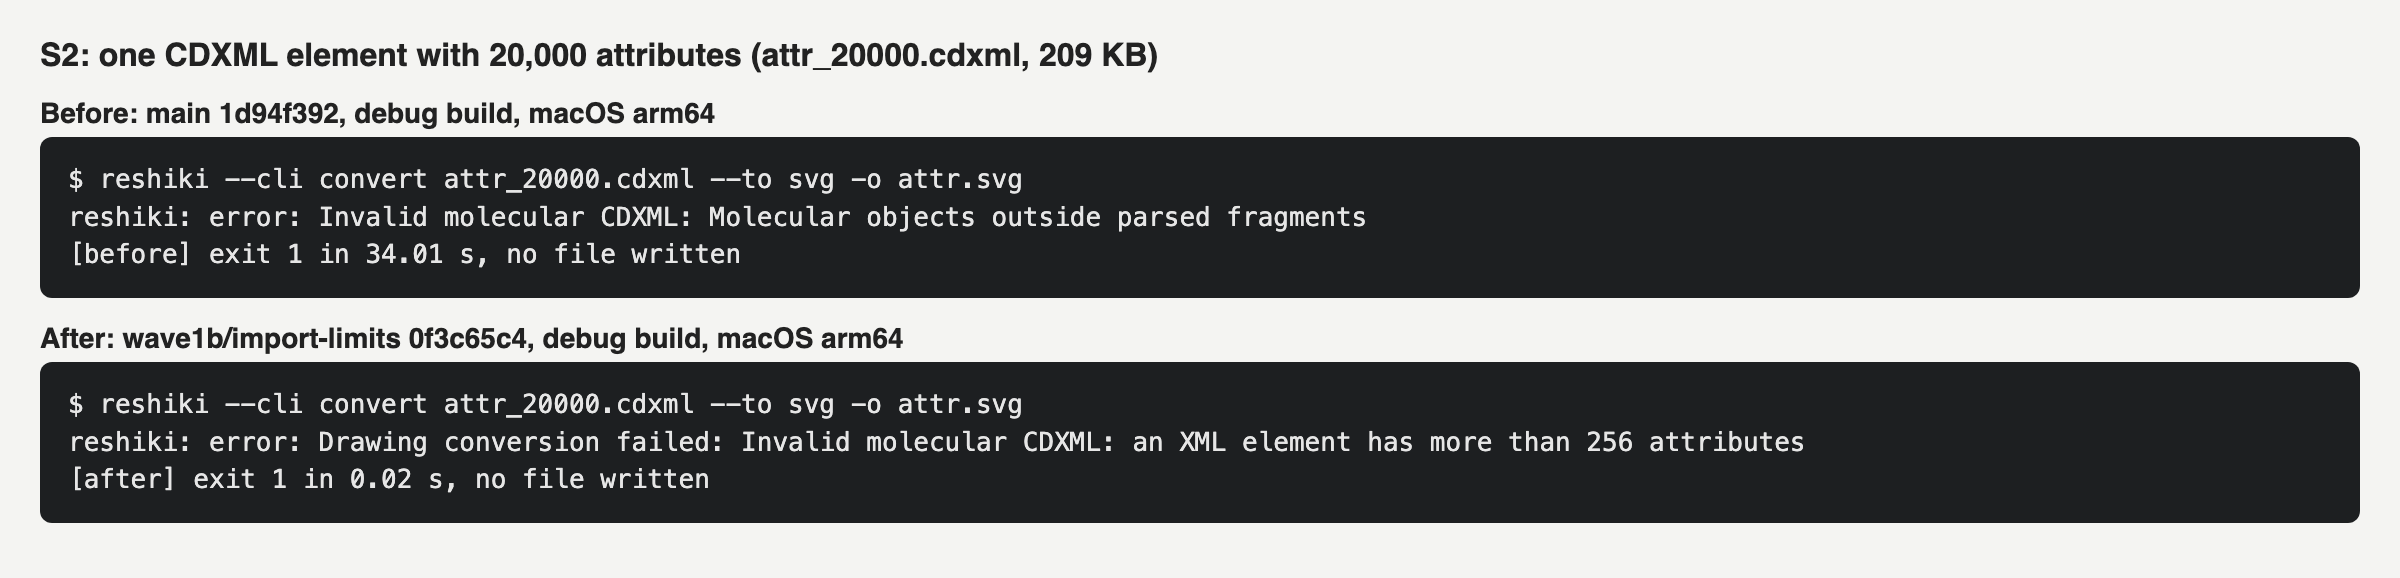 S2: one CDXML element with 20,000 attributes (attr_20000.cdxml, 209 KB)
Before: main 1d94f392, debug build, macOS arm64
$ reshiki --cli convert attr_20000.cdxml --to svg -o attr.svg
reshiki: error: Invalid molecular CDXML: Molecular objects outside parsed fragments
[before] exit 1 in 34.01 s, no file written
After: wave1b/import-limits 0f3c65c4, debug build, macOS arm64
$ reshiki --cli convert attr_20000.cdxml --to svg -o attr.svg
reshiki: error: Drawing conversion failed: Invalid molecular CDXML: an XML element has more than 256 attributes
[after] exit 1 in 0.02 s, no file written